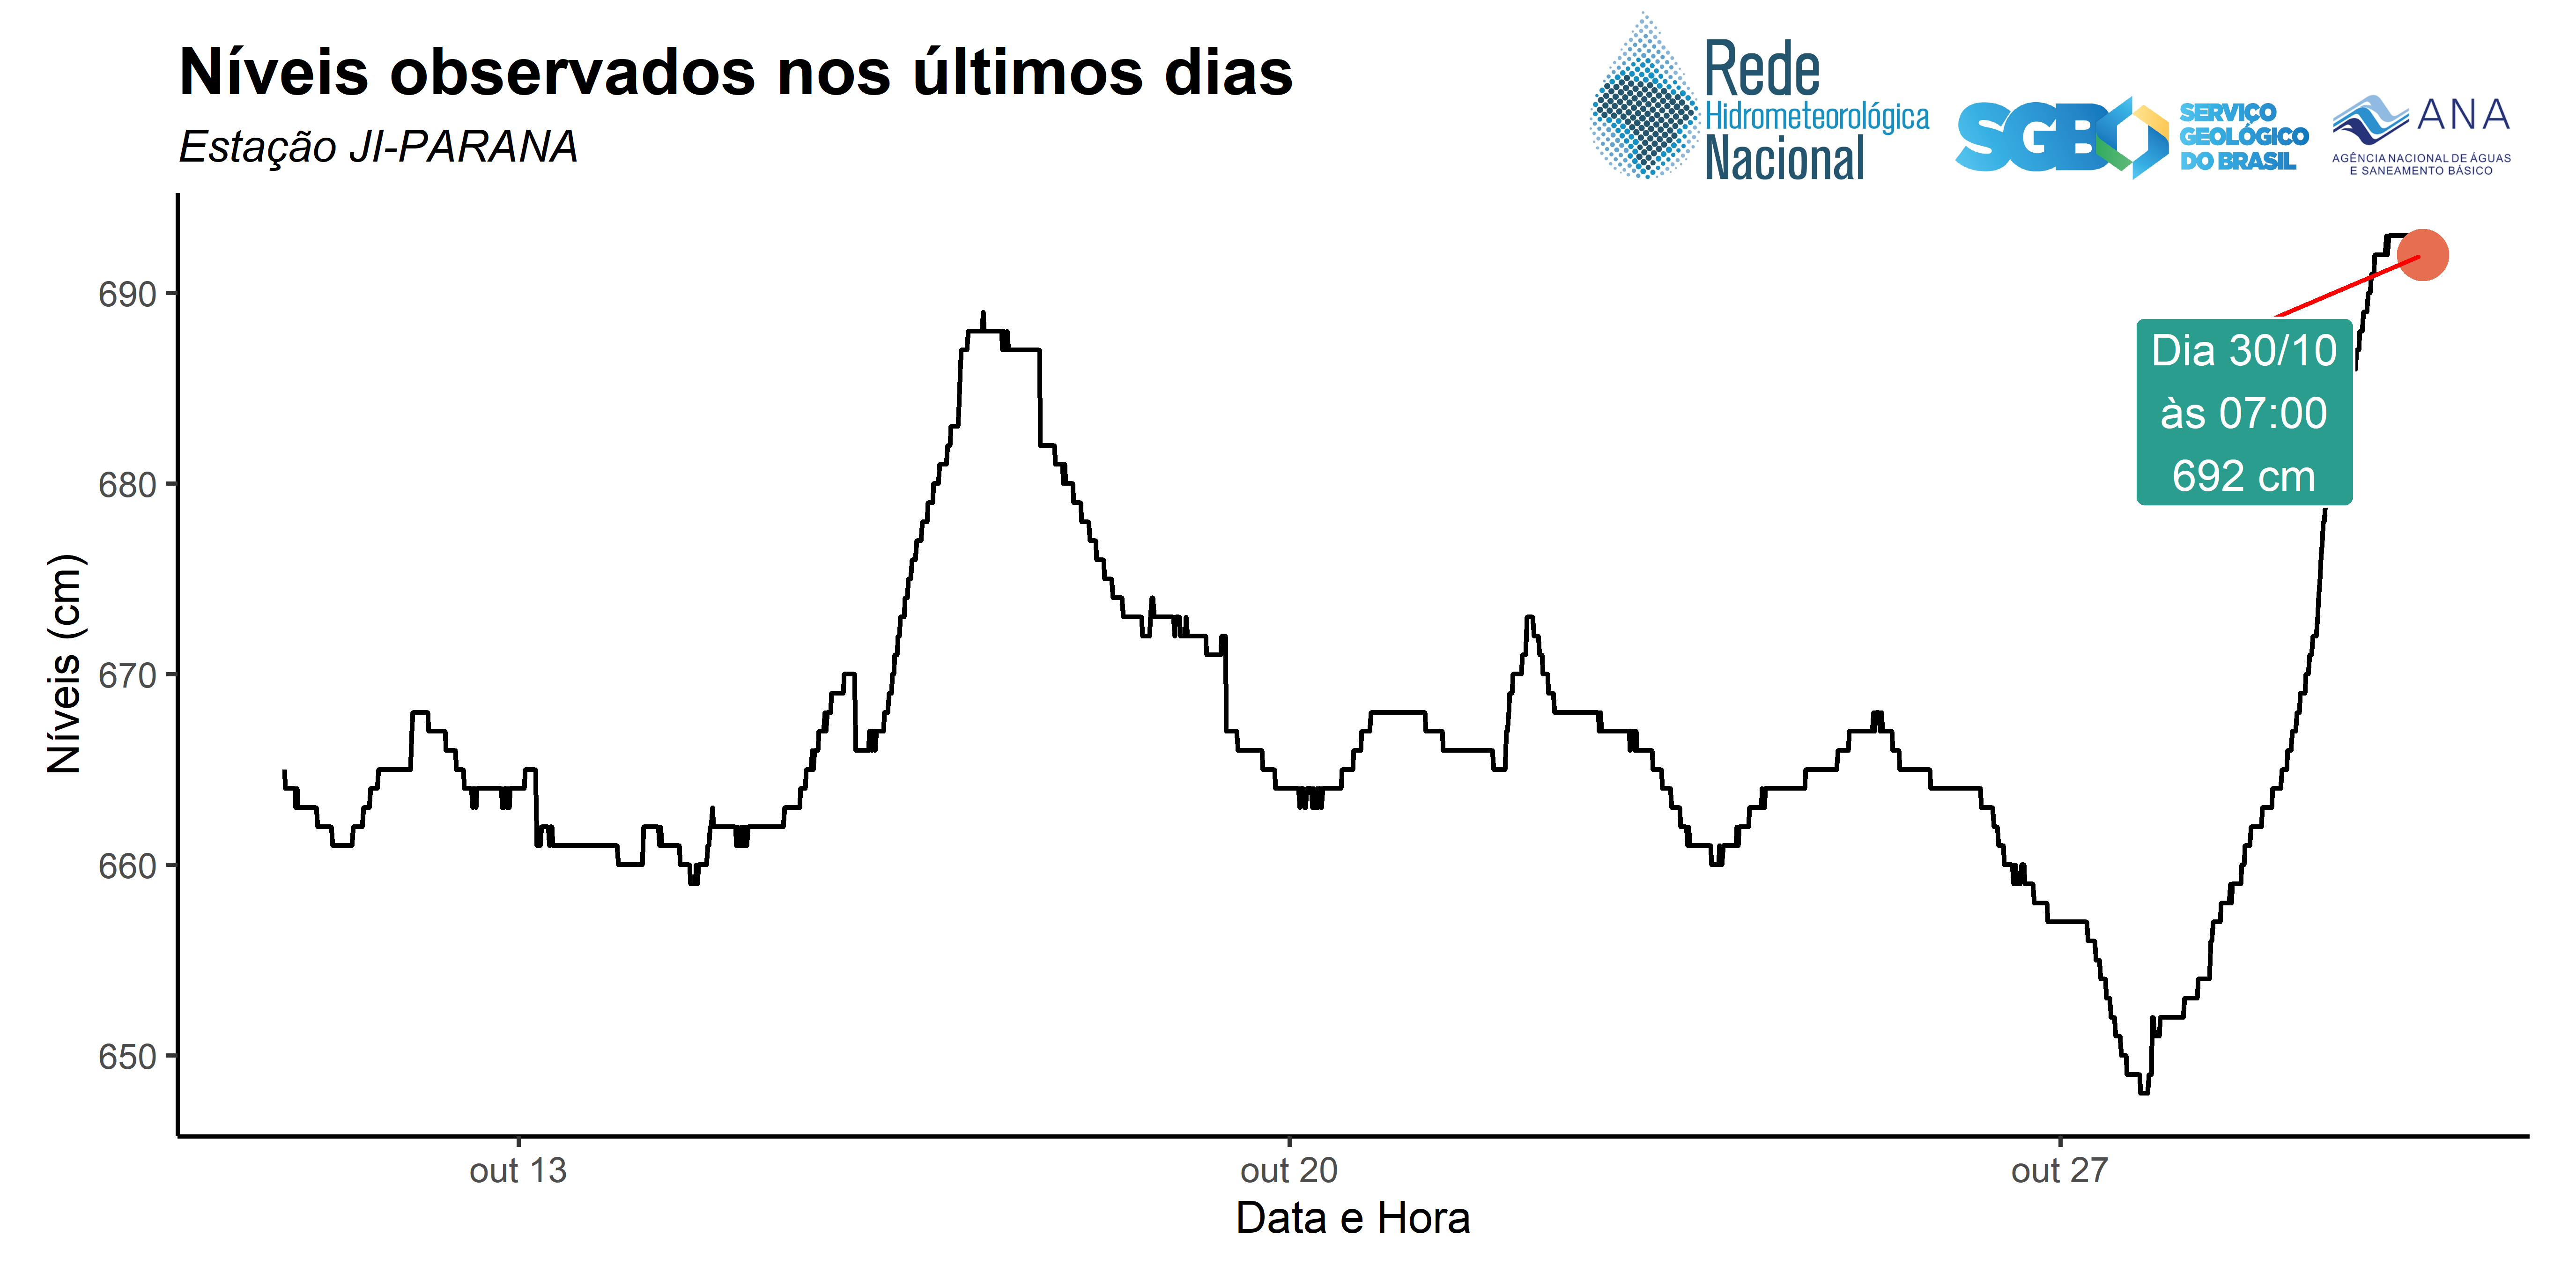 Níveis observados nos últimos dias
Estação JI-PARANA
Rede
Hidrometeorológica
Nacional
SGB
SERVIÇO
GEOLÓGICO
DO BRASIL
ANA
AGÊNCIA NACIONAL DE ÁGUAS
E SANEAMENTO BÁSICO
Níveis (cm)
690
680
670
660
650
Dia 30/10
às 07:00
692 cm
out 13
out 20
out 27
Data e Hora